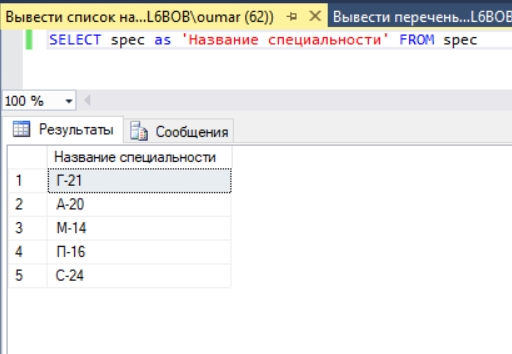 Вывести список на...L6BOB\oumar (62)) Вывести перечень...L6BOB
SELECT spec as 'Название специальности' FROM spec
100 %
Результаты Сообщения
Название специальности
1 Г-21
2 А-20
3 М-14
4 П-16
5 С-24